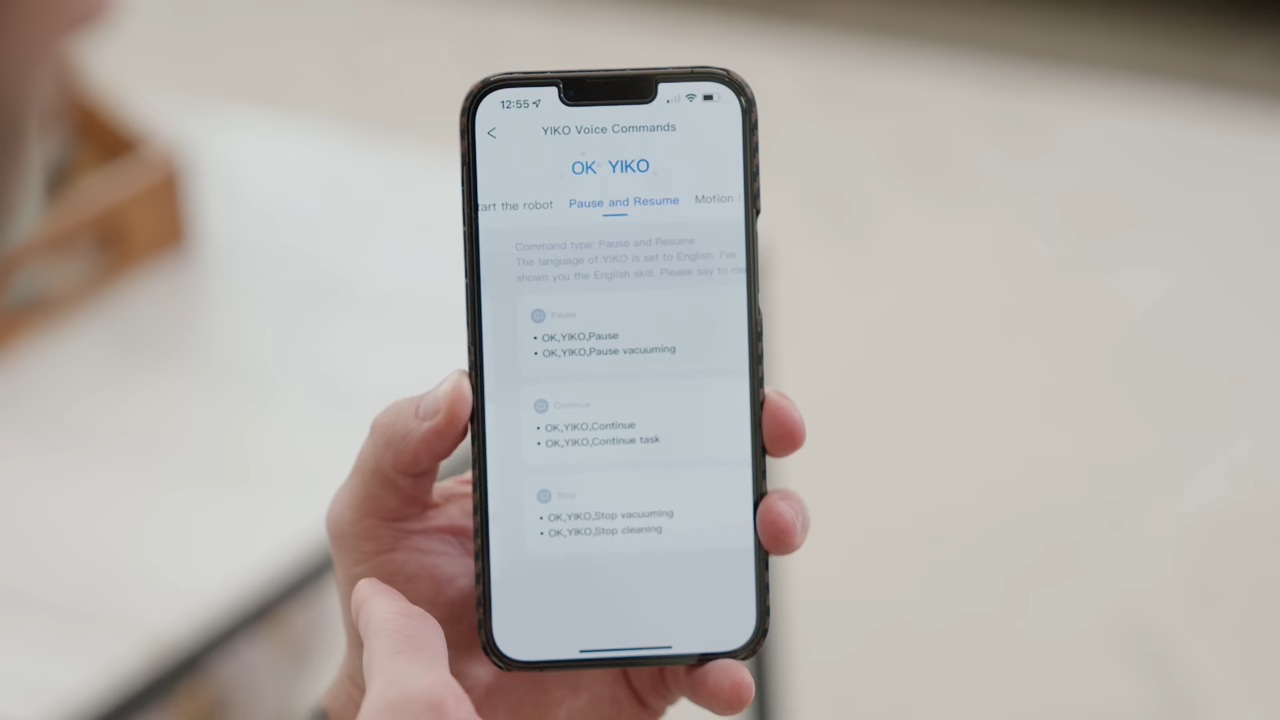 12:55
YIKO Voice Commands
OK YIKO
tart the robot Pause and Resume Motion
Command type: Pause and Resume
The language of YIKO is set to English. I've
shown you the English skill. Please say to me
Pause
• OK,YIKO,Pause
• OK,YIKO,Pause vacuuming
Continue
• OK,YIKO,Continue
• OK,YIKO,Continue task
Stop
• OK,YIKO,Stop vacuuming
• OK,YIKO,Stop cleaning